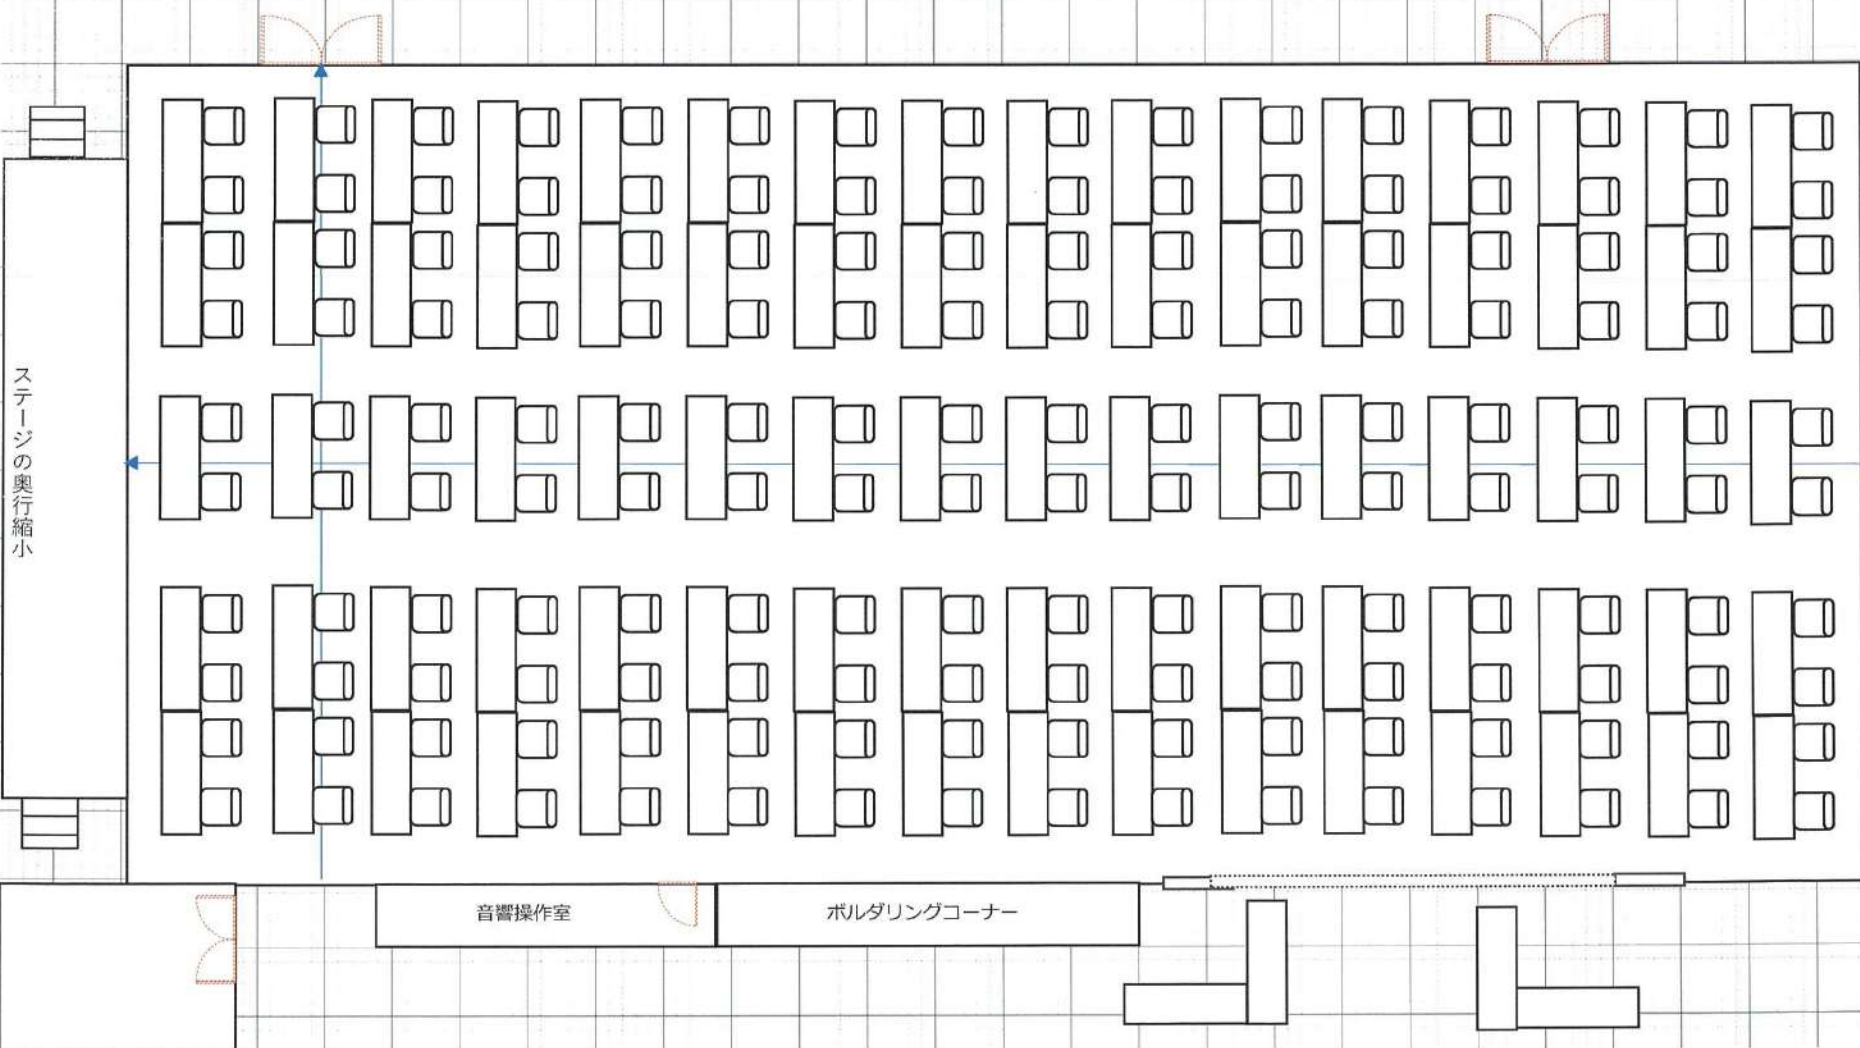 ステージの奥行縮小
音響操作室
ボルダリングコーナー